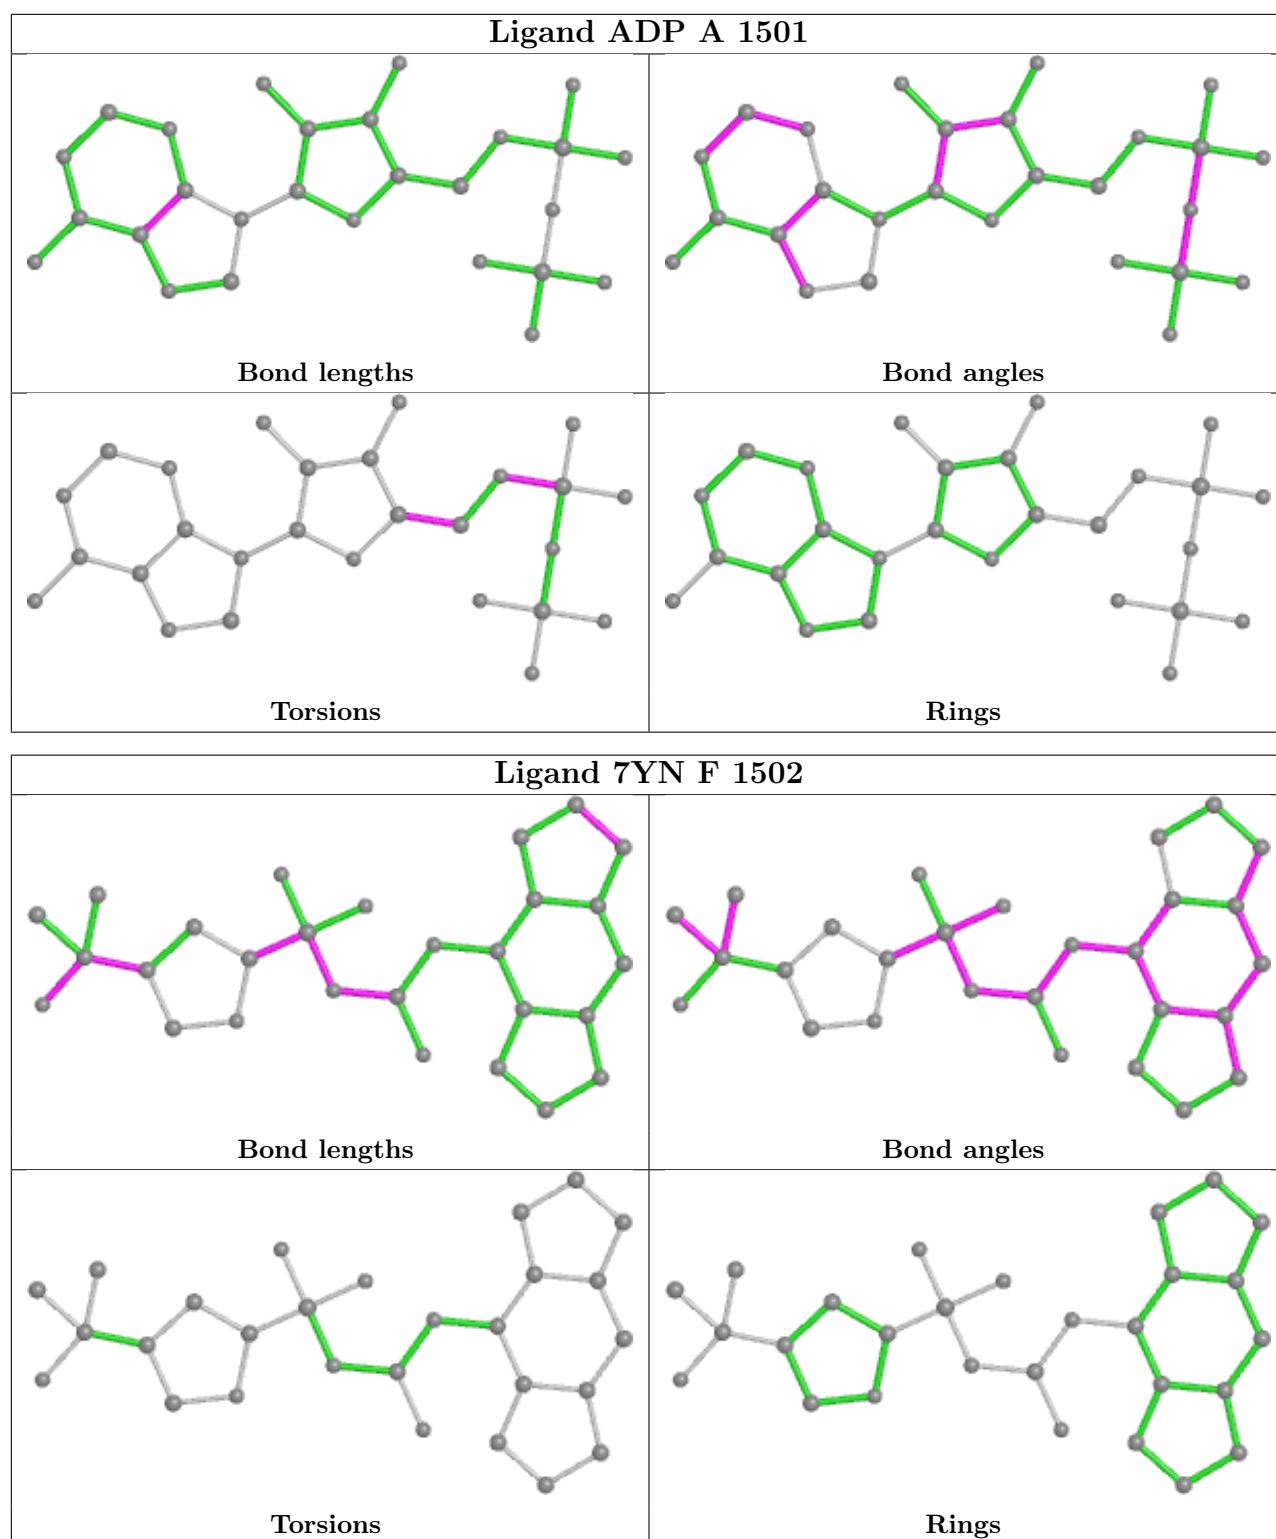 Ligand ADP A 1501
Bond lengths
Bond angles
Torsions
Rings
Ligand 7YN F 1502
Bond lengths
Bond angles
Torsions
Rings